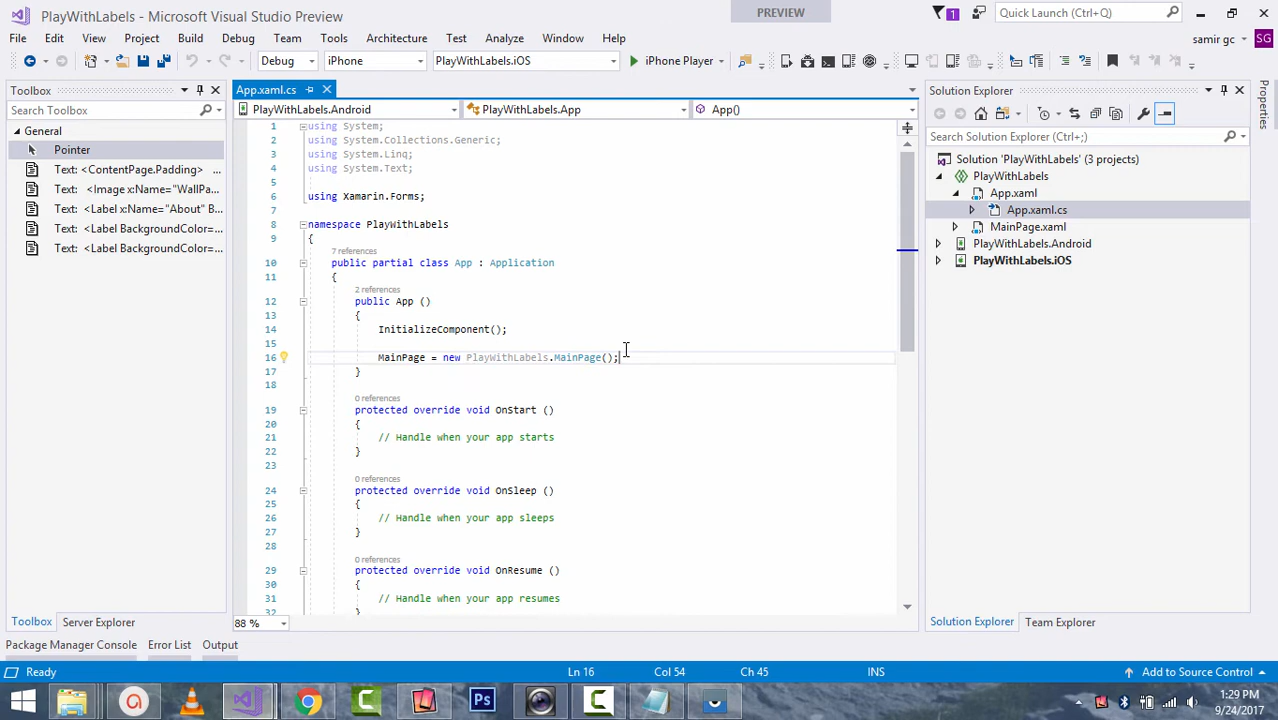 PlayWithLabels - Microsoft Visual Studio Preview
PREVIEW
1
Quick Launch (Ctrl+Q)
File Edit View Project Build Debug Team Tools Architecture Test Analyze Window Help
samir gc SG
Debug iPhone PlayWithLabels.iOS iPhone Player
Toolbox
Search Toolbox
General
Pointer
Text: <ContentPage.Padding> ...
Text: <Image x:Name="WallPa...
Text: <Label x:Name="About" B...
Text: <Label BackgroundColor=...
Text: <Label BackgroundColor=...
Toolbox Server Explorer
App.xaml.cs
PlayWithLabels.Android PlayWithLabels.App App()
1 using System;
2 using System.Collections.Generic;
3 using System.Linq;
4 using System.Text;
5
6 using Xamarin.Forms;
7
8 namespace PlayWithLabels
9 {
7 references
10 public partial class App : Application
11 {
2 references
12 public App ()
13 {
14 InitializeComponent();
15
16 MainPage = new PlayWithLabels.MainPage();
17 }
18
0 references
19 protected override void OnStart ()
20 {
21 // Handle when your app starts
22 }
23
0 references
24 protected override void OnSleep ()
25 {
26 // Handle when your app sleeps
27 }
28
0 references
29 protected override void OnResume ()
30 {
31 // Handle when your app resumes
32 }
88 %
Solution Explorer
Search Solution Explorer (Ctrl+;)
Solution 'PlayWithLabels' (3 projects)
PlayWithLabels
App.xaml
App.xaml.cs
MainPage.xaml
PlayWithLabels.Android
PlayWithLabels.iOS
Solution Explorer Team Explorer
Properties
Package Manager Console Error List Output
Ready Ln 16 Col 54 Ch 45 INS Add to Source Control
Ps
1:29 PM
9/24/2017